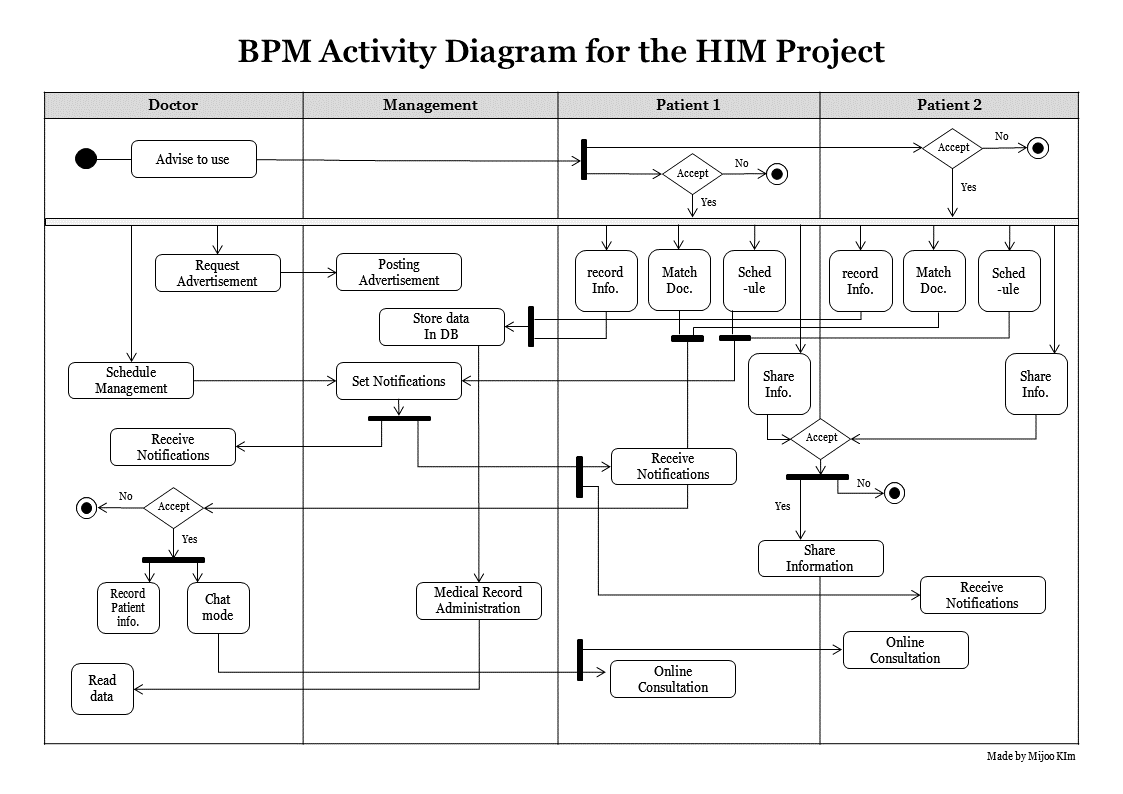 BPM Activity Diagram for the HIM Project
Doctor
Management
Patient 1
Patient 2
Advise to use
Accept
No
Yes
Accept
No
Yes
Request
Advertisement
Posting
Advertisement
record
Info.
Match
Doc.
Sched
-ule
record
Info.
Match
Doc.
Sched
-ule
Store data
In DB
Schedule
Management
Set Notifications
Share
Info.
Share
Info.
Receive
Notifications
Receive
Notifications
Accept
No
Yes
No
Accept
Yes
Share
Information
Record
Patient
info.
Chat
mode
Medical Record
Administration
Receive
Notifications
Online
Consultation
Online
Consultation
Read
data
Made by Mijoo KIm